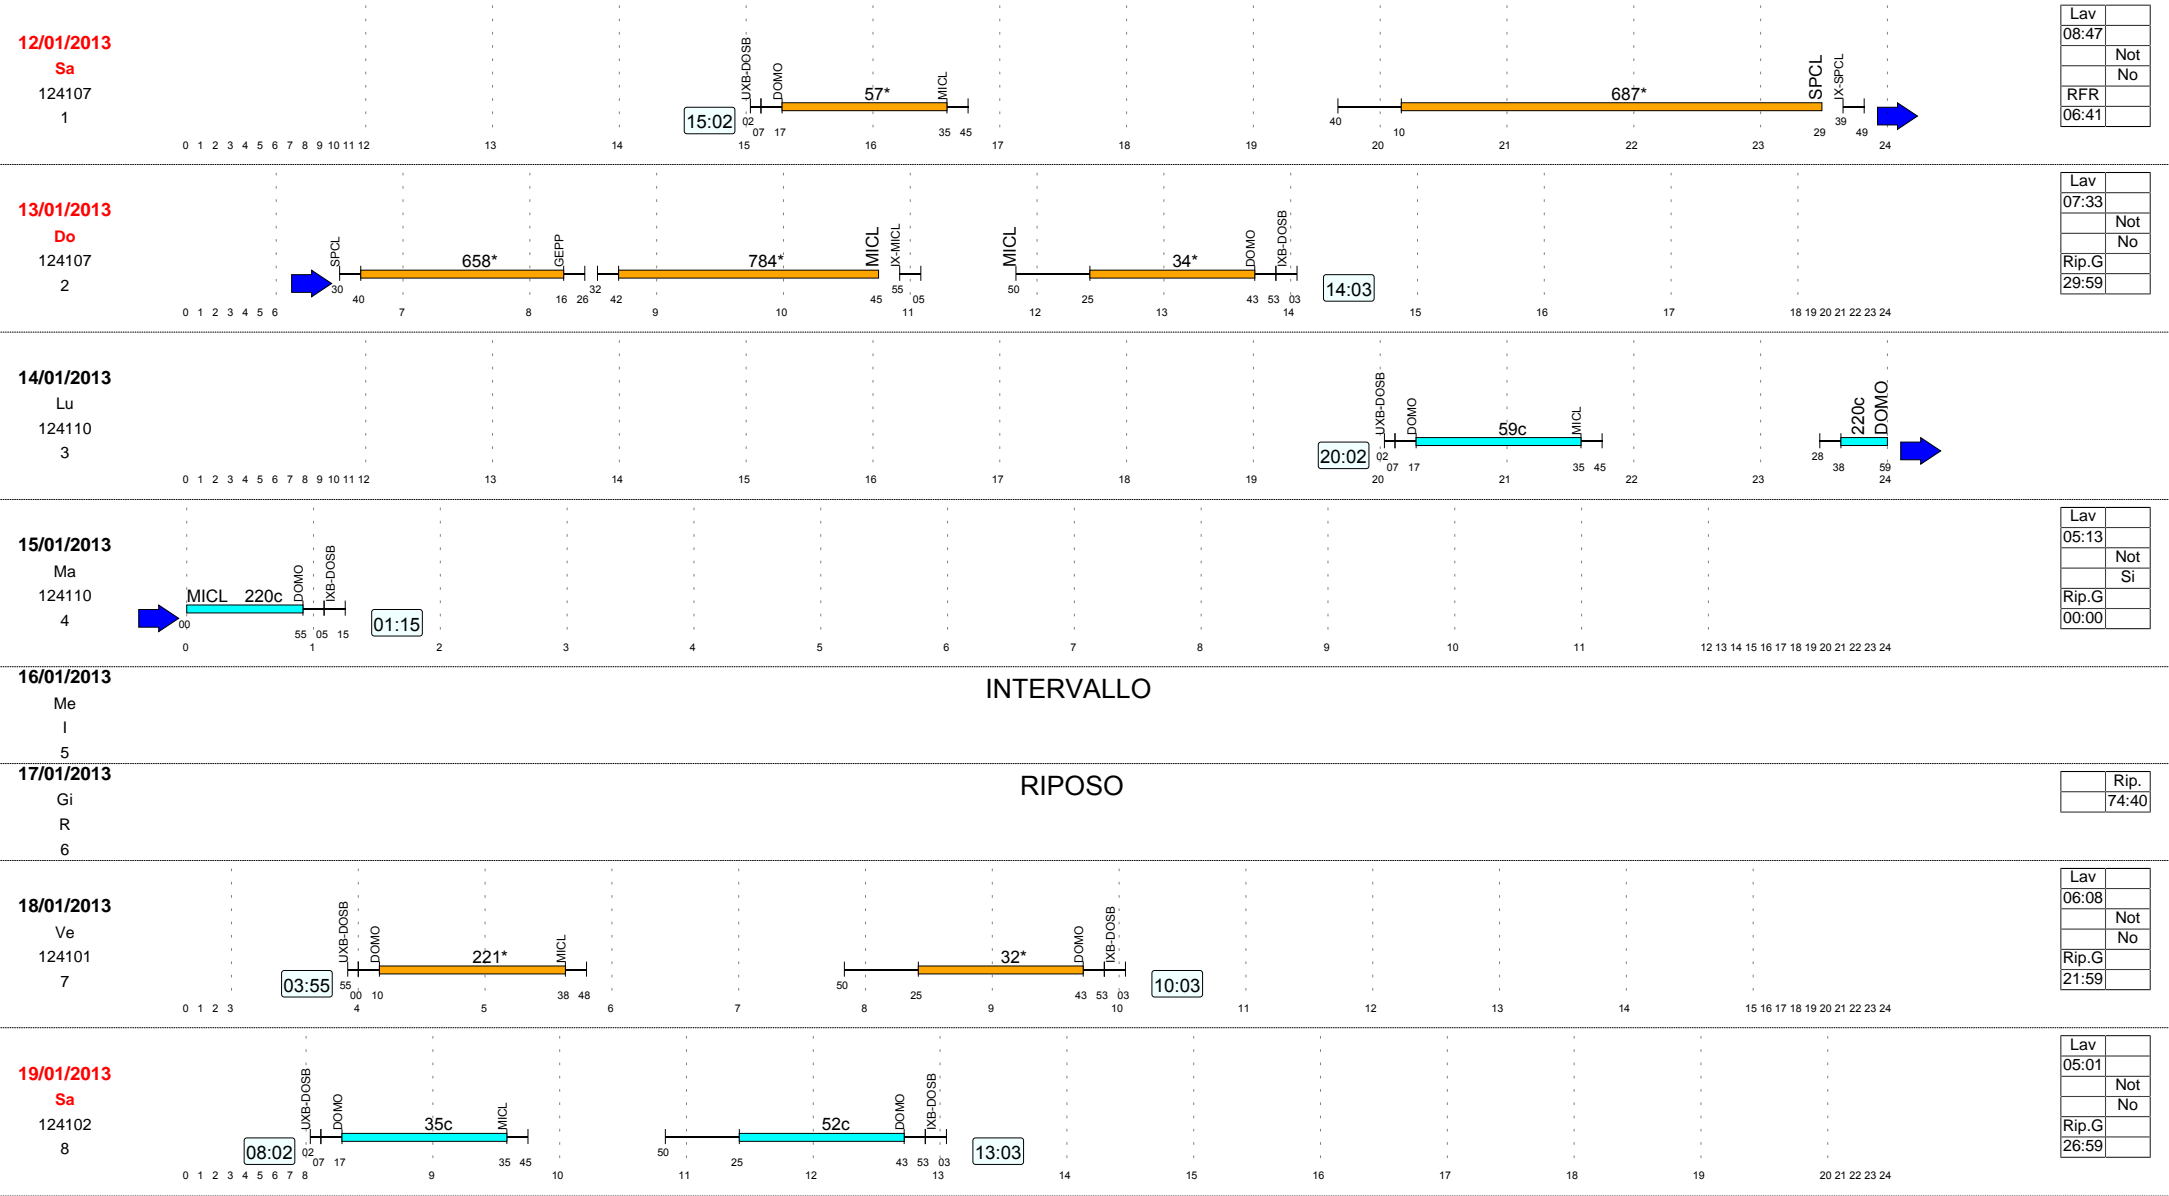 12/01/2013
Sa
124107
1
15:02
UXB-DOSB
DOMO
57*
MICL
687*
SPCL
IX-SPCL
02 07 17 35 45 40 10 29 39 49
0 1 2 3 4 5 6 7 8 9 10 11 12 13 14 15 16 17 18 19 20 21 22 23 24
Lav
08:47
Not
No
RFR
06:41
13/01/2013
Do
124107
2
SPCL
658*
GEPP
784*
MICL
IX-MICL
MICL
34*
DOMO
IXB-DOSB
14:03
30 40 16 26 32 42 45 55 05 50 25 43 53 03
0 1 2 3 4 5 6 7 8 9 10 11 12 13 14 15 16 17 18 19 20 21 22 23 24
Lav
07:33
Not
No
Rip.G
29:59
14/01/2013
Lu
124110
3
20:02
UXB-DOSB
DOMO
59c
MICL
220c
DOMO
02 07 17 35 45 28 38 59
0 1 2 3 4 5 6 7 8 9 10 11 12 13 14 15 16 17 18 19 20 21 22 23 24
15/01/2013
Ma
124110
4
MICL 220c
DOMO
IXB-DOSB
01:15
00 55 05 15
0 1 2 3 4 5 6 7 8 9 10 11 12 13 14 15 16 17 18 19 20 21 22 23 24
Lav
05:13
Not
Si
Rip.G
00:00
16/01/2013
Me
I
5
INTERVALLO
17/01/2013
Gi
R
6
RIPOSO
Rip.
74:40
18/01/2013
Ve
124101
7
03:55
UXB-DOSB
DOMO
221*
MICL
32*
DOMO
IXB-DOSB
10:03
55 00 10 38 48 50 25 43 53 03
0 1 2 3 4 5 6 7 8 9 10 11 12 13 14 15 16 17 18 19 20 21 22 23 24
Lav
06:08
Not
No
Rip.G
21:59
19/01/2013
Sa
124102
8
08:02
UXB-DOSB
DOMO
35c
MICL
52c
DOMO
IXB-DOSB
13:03
02 07 17 35 45 50 25 43 53 03
0 1 2 3 4 5 6 7 8 9 10 11 12 13 14 15 16 17 18 19 20 21 22 23 24
Lav
05:01
Not
No
Rip.G
26:59